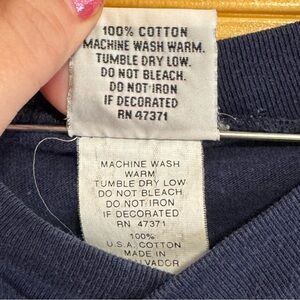 100% COTTON
MACHINE WASH WARM.
TUMBLE DRY LOW.
DO NOT BLEACH.
DO NOT IRON
IF DECORATED
RN 47371
MACHINE WASH
WARM
TUMBLE DRY LOW
DO NOT BLEACH
DO NOT IRON
IF DECORATED
RN 47371
100%
U.S.A. COTTON
MADE IN